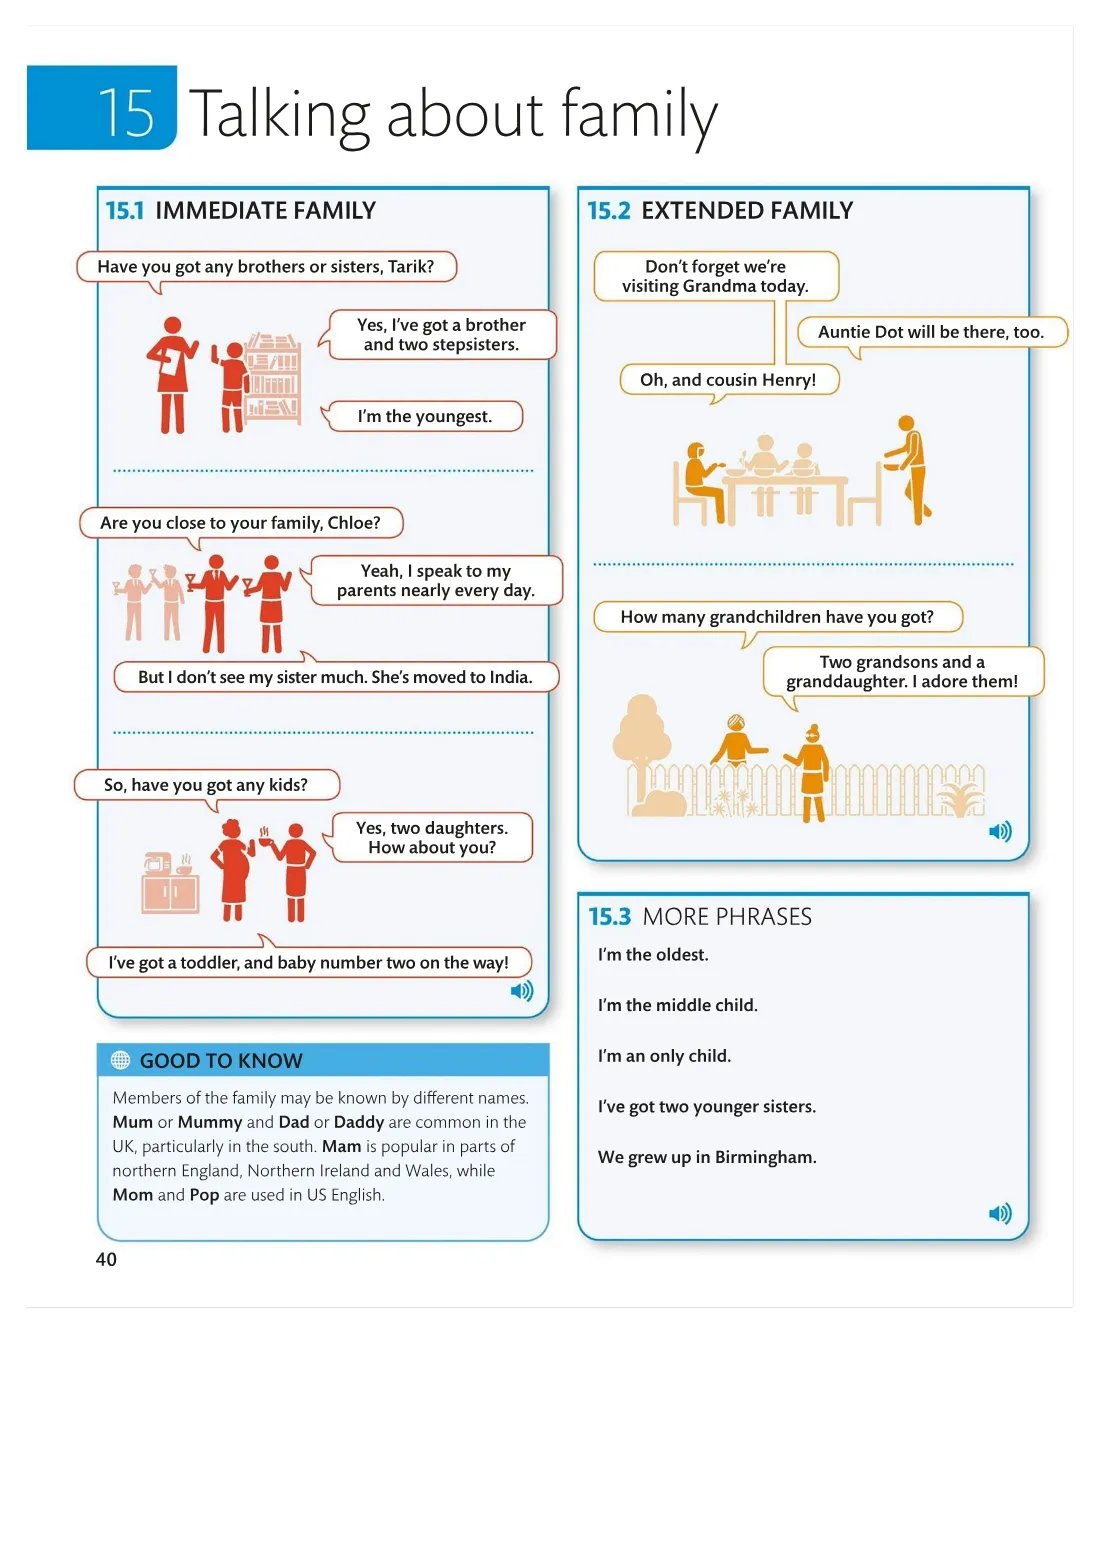 15 Talking about family
15.1 IMMEDIATE FAMILY
Have you got any brothers or sisters, Tarik?
Yes, I've got a brother
and two stepsisters.
I'm the youngest.
Are you close to your family, Chloe?
Yeah, I speak to my
parents nearly every day.
But I don't see my sister much. She's moved to India.
So, have you got any kids?
Yes, two daughters.
How about you?
I've got a toddler, and baby number two on the way!
GOOD TO KNOW
Members of the family may be known by different names.
Mum or Mummy and Dad or Daddy are common in the
UK, particularly in the south. Mam is popular in parts of
northern England, Northern Ireland and Wales, while
Mom and Pop are used in US English.
15.2 EXTENDED FAMILY
Don't forget we're
visiting Grandma today.
Auntie Dot will be there, too.
Oh, and cousin Henry!
How many grandchildren have you got?
Two grandsons and a
granddaughter. I adore them!
15.3 MORE PHRASES
I'm the oldest.
I'm the middle child.
I'm an only child.
I've got two younger sisters.
We grew up in Birmingham.
40